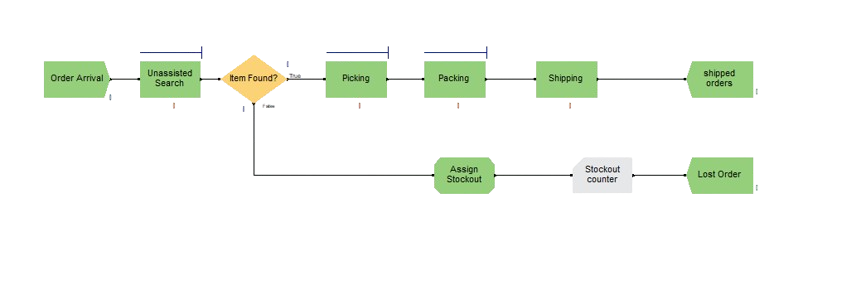 Order Arrival
Unassisted
Search
Item Found?
True
Picking
Packing
Shipping
shipped
orders
False
Assign
Stockout
Stockout
counter
Lost Order